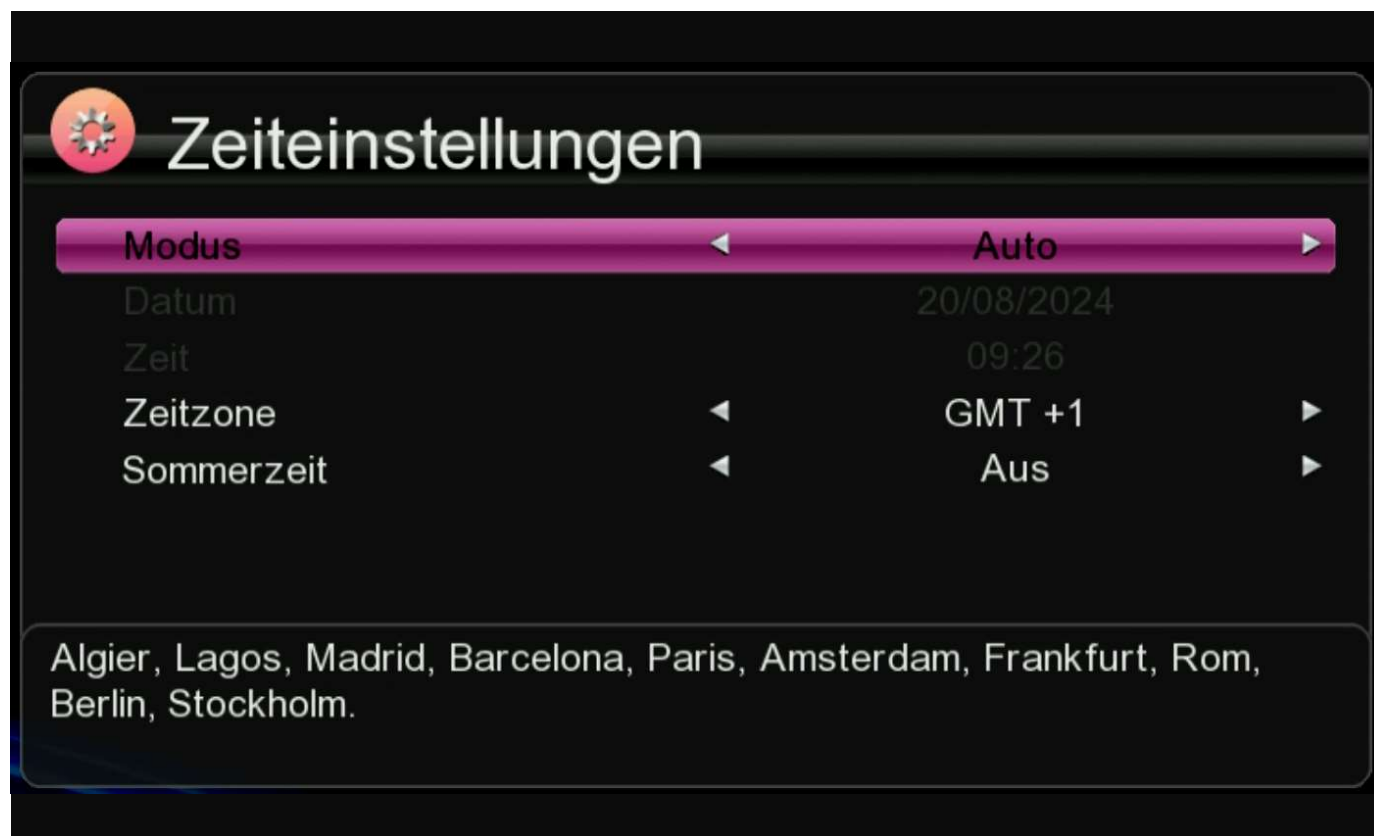 Zeiteinstellungen
Modus Auto
Datum 20/08/2024
Zeit 09:26
Zeitzone GMT +1
Sommerzeit Aus
Algier, Lagos, Madrid, Barcelona, Paris, Amsterdam, Frankfurt, Rom,
Berlin, Stockholm.